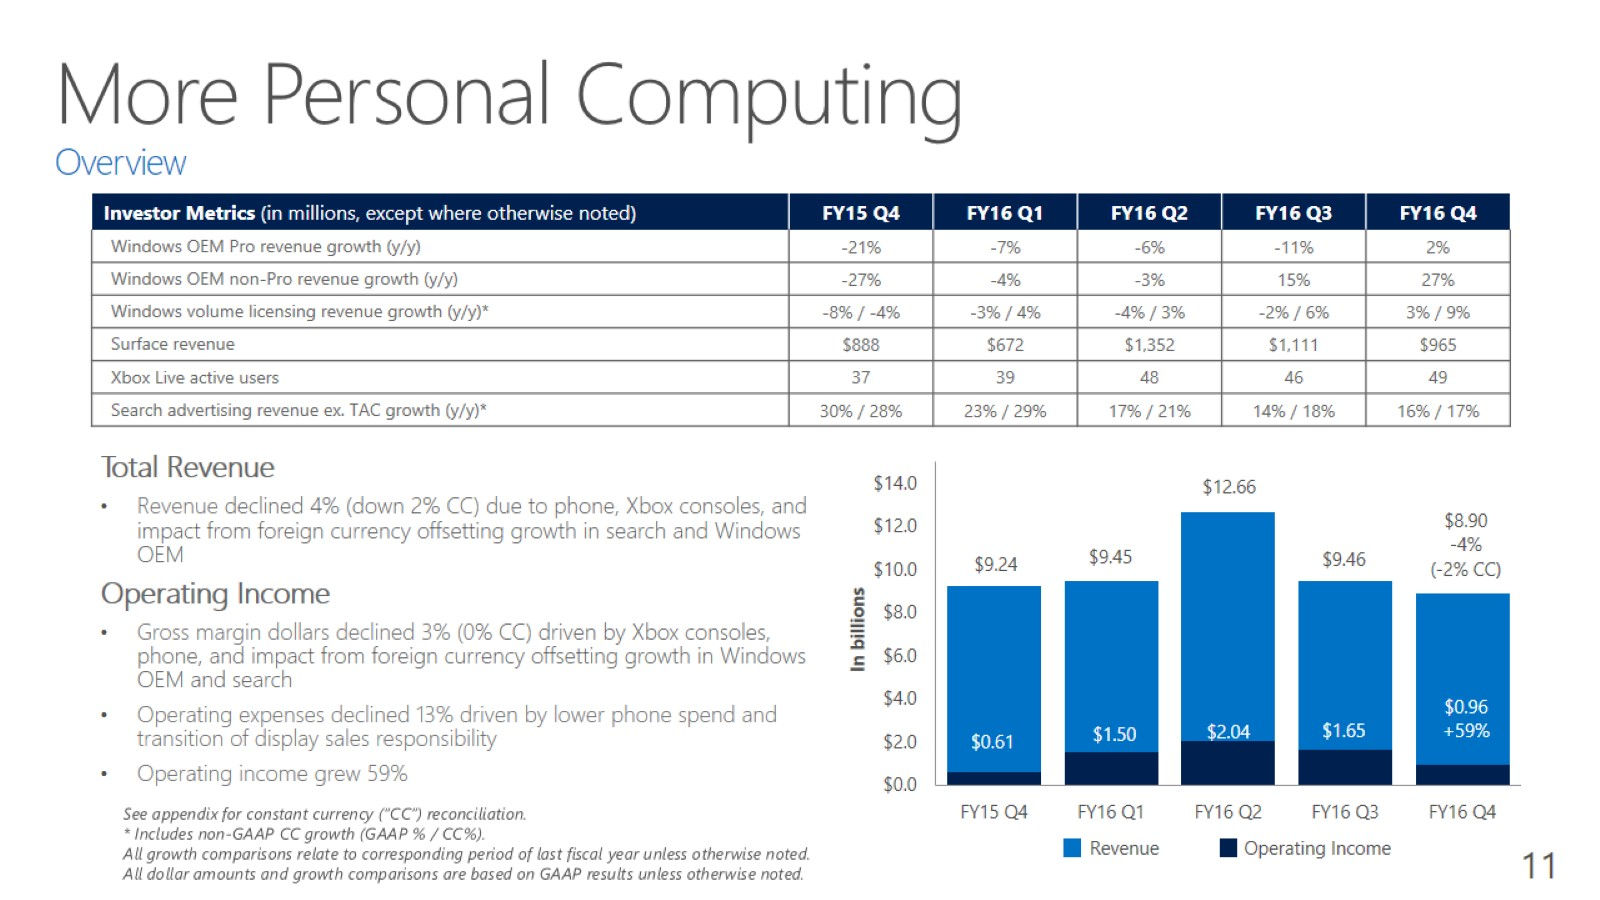 More Personal Computing
Overview
Investor Metrics (in millions, except where otherwise noted) FY15 Q4 FY16 Q1 FY16 Q2 FY16 Q3 FY16 Q4
Windows OEM Pro revenue growth (y/y) -21% -7% -6% -11% 2%
Windows OEM non-Pro revenue growth (y/y) -27% -4% -3% 15% 27%
Windows volume licensing revenue growth (y/y)* -8% / -4% -3% / 4% -4% / 3% -2% / 6% 3% / 9%
Surface revenue $888 $672 $1,352 $1,111 $965
Xbox Live active users 37 39 48 46 49
Search advertising revenue ex. TAC growth (y/y)* 30% / 28% 23% / 29% 17% / 21% 14% / 18% 16% / 17%
Total Revenue
• Revenue declined 4% (down 2% CC) due to phone, Xbox consoles, and
impact from foreign currency offsetting growth in search and Windows
OEM
Operating Income
• Gross margin dollars declined 3% (0% CC) driven by Xbox consoles,
phone, and impact from foreign currency offsetting growth in Windows
OEM and search
• Operating expenses declined 13% driven by lower phone spend and
transition of display sales responsibility
• Operating income grew 59%
See appendix for constant currency ("CC") reconciliation.
* Includes non-GAAP CC growth (GAAP % / CC%).
All growth comparisons relate to corresponding period of last fiscal year unless otherwise noted.
All dollar amounts and growth comparisons are based on GAAP results unless otherwise noted.
In billions
$14.0
$12.0
$10.0
$8.0
$6.0
$4.0
$2.0
$0.0
$9.24
$9.45
$12.66
$9.46
$8.90
-4%
(-2% CC)
$0.61
$1.50
$2.04
$1.65
$0.96
+59%
FY15 Q4 FY16 Q1 FY16 Q2 FY16 Q3 FY16 Q4
Revenue Operating Income
11